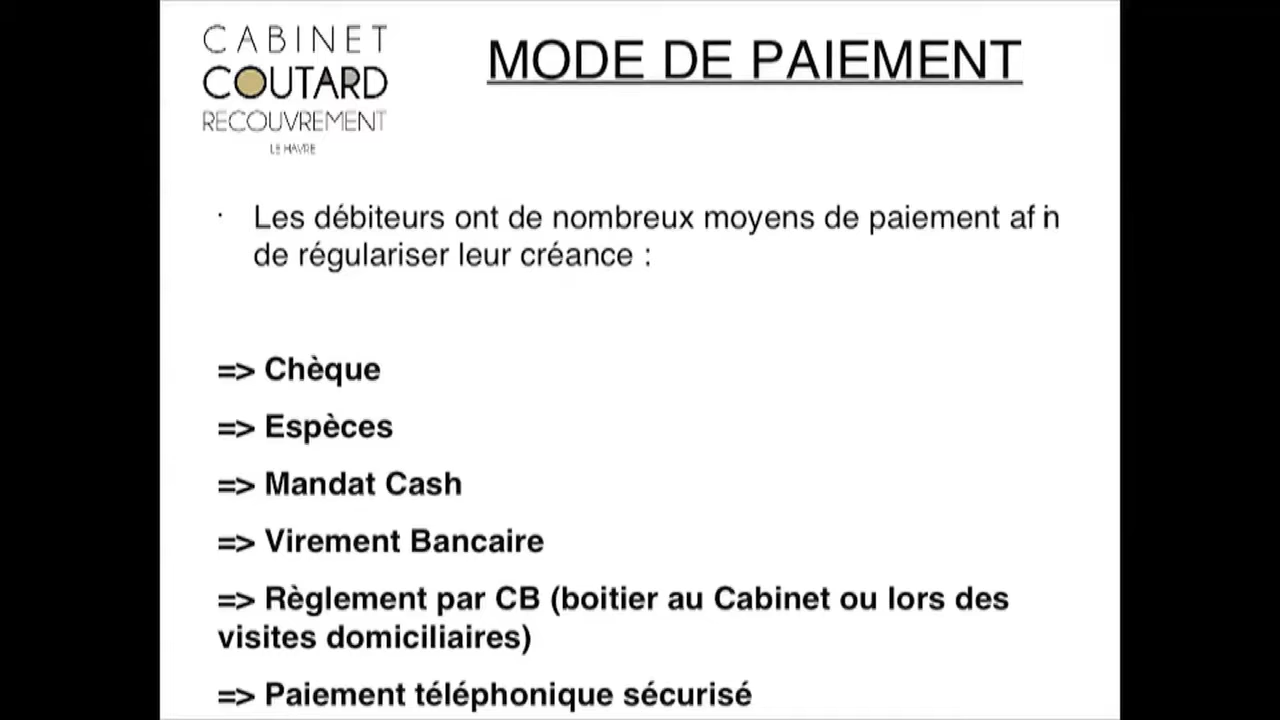 CABINET
COUTARD
RECOUVREMENT
LE HAVRE
MODE DE PAIEMENT
· Les débiteurs ont de nombreux moyens de paiement afin
de régulariser leur créance :
=> Chèque
=> Espèces
=> Mandat Cash
=> Virement Bancaire
=> Règlement par CB (boitier au Cabinet ou lors des
visites domiciliaires)
=> Paiement téléphonique sécurisé